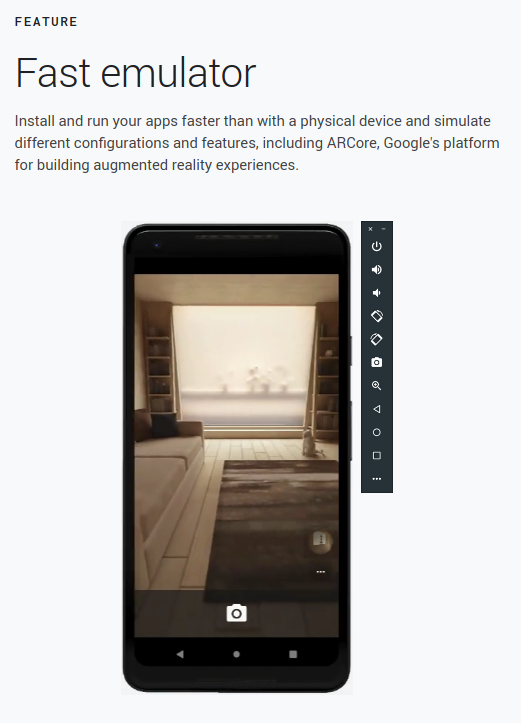 FEATURE
Fast emulator
Install and run your apps faster than with a physical device and simulate
different configurations and features, including ARCore, Google's platform
for building augmented reality experiences.